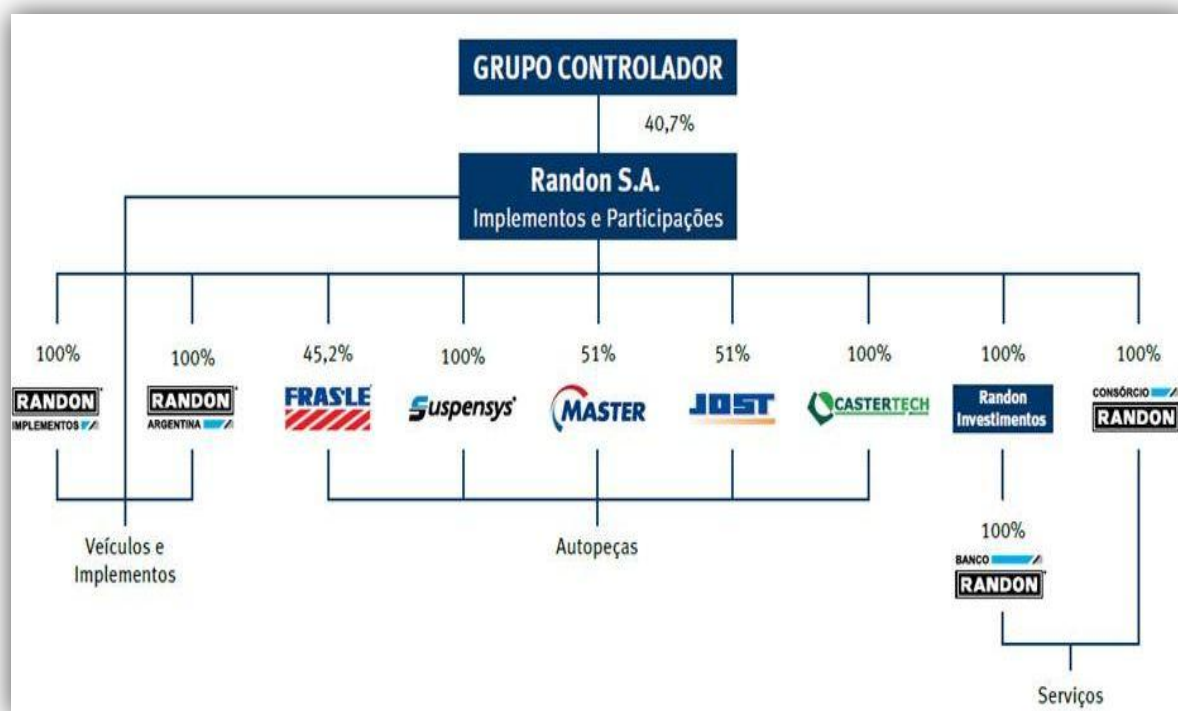 GRUPO CONTROLADOR
40,7%
Randon S.A.
Implementos e Participações
100%
100%
45,2%
100%
51%
51%
100%
100%
100%
RANDON
IMPLEMENTOS
RANDON
ARGENTINA
FRAS-LE
Suspensys
MASTER
JOST
CASTERTECH
Randon
Investimentos
CONSÓRCIO
RANDON
Veículos e
Implementos
Autopeças
100%
BANCO
RANDON
Serviços